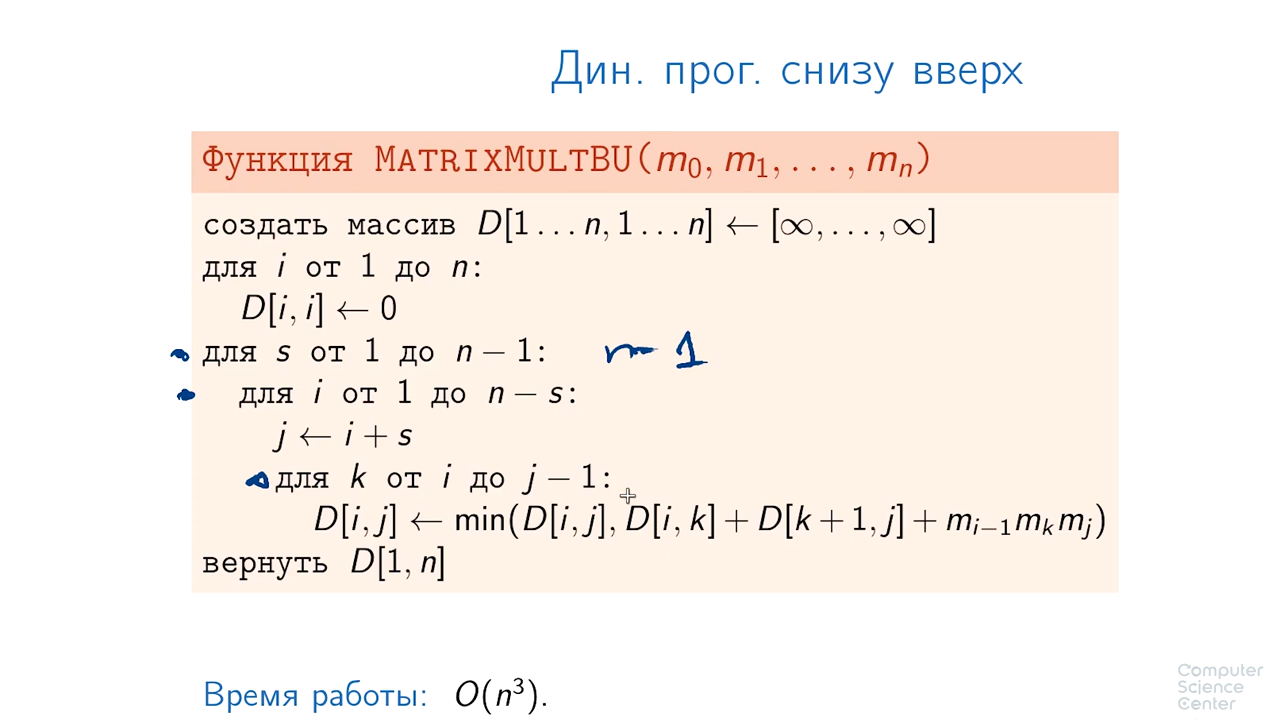 Дин. прог. снизу вверх
Функция MATRIXMULTBU(m₀, m₁, . . . , mₙ)
создать массив D[1 . . . n, 1 . . . n] ← [∞, . . . , ∞]
для i от 1 до n:
D[i, i] ← 0
для s от 1 до n − 1: n − 1
для i от 1 до n − s:
j ← i + s
для k от i до j − 1:
D[i, j] ← min(D[i, j], D[i, k] + D[k + 1, j] + mᵢ₋₁mₖmⱼ)
вернуть D[1, n]
Время работы: O(n³).
Computer
Science
Center